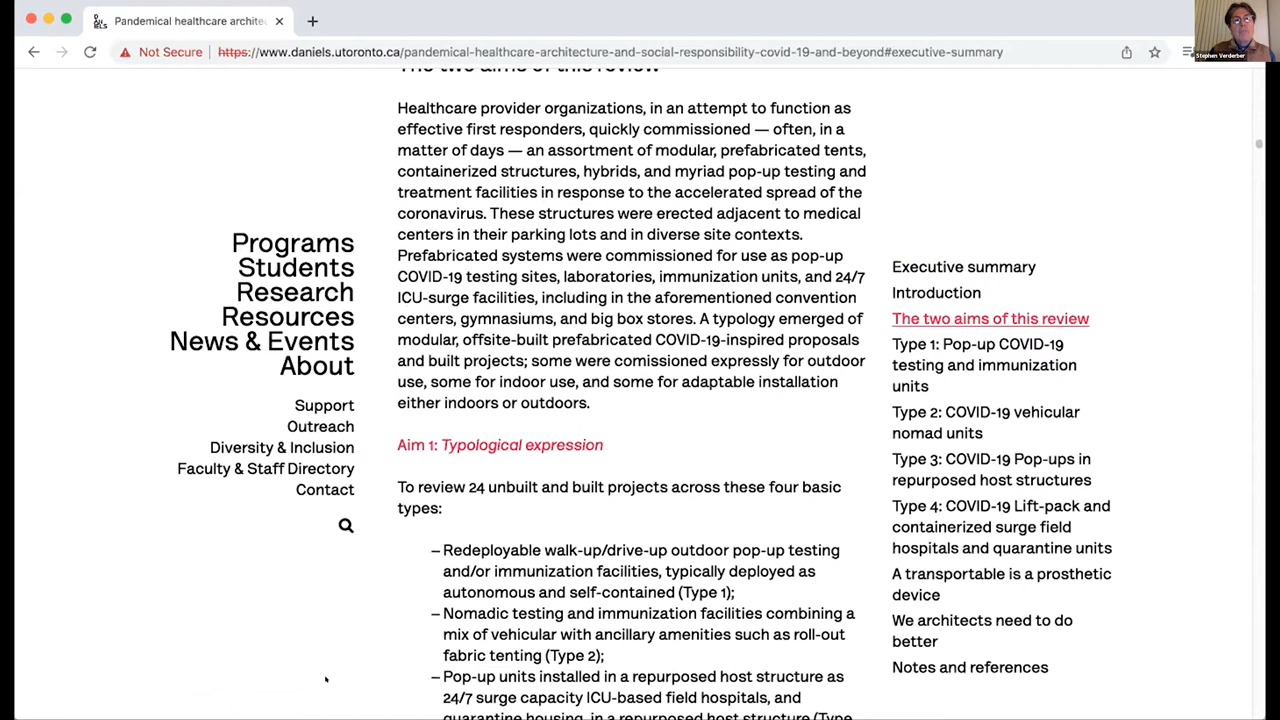 Pandemical healthcare archite
Not Secure
https://www.daniels.utoronto.ca/pandemical-healthcare-architecture-and-social-responsibility-covid-19-and-beyond#executive-summary
Stephen Verderber
The two aims of this review
Healthcare provider organizations, in an attempt to function as
effective first responders, quickly commissioned — often, in a
matter of days — an assortment of modular, prefabricated tents,
containerized structures, hybrids, and myriad pop-up testing and
treatment facilities in response to the accelerated spread of the
coronavirus. These structures were erected adjacent to medical
centers in their parking lots and in diverse site contexts.
Prefabricated systems were commissioned for use as pop-up
COVID-19 testing sites, laboratories, immunization units, and 24/7
ICU-surge facilities, including in the aforementioned convention
centers, gymnasiums, and big box stores. A typology emerged of
modular, offsite-built prefabricated COVID-19-inspired proposals
and built projects; some were comissioned expressly for outdoor
use, some for indoor use, and some for adaptable installation
either indoors or outdoors.
Aim 1: Typological expression
To review 24 unbuilt and built projects across these four basic
types:
– Redeployable walk-up/drive-up outdoor pop-up testing
and/or immunization facilities, typically deployed as
autonomous and self-contained (Type 1);
– Nomadic testing and immunization facilities combining a
mix of vehicular with ancillary amenities such as roll-out
fabric tenting (Type 2);
– Pop-up units installed in a repurposed host structure as
24/7 surge capacity ICU-based field hospitals, and
quarantine housing, in a repurposed host structure (Type
Programs
Students
Research
Resources
News & Events
About
Support
Outreach
Diversity & Inclusion
Faculty & Staff Directory
Contact
Executive summary
Introduction
The two aims of this review
Type 1: Pop-up COVID-19
testing and immunization
units
Type 2: COVID-19 vehicular
nomad units
Type 3: COVID-19 Pop-ups in
repurposed host structures
Type 4: COVID-19 Lift-pack and
containerized surge field
hospitals and quarantine units
A transportable is a prosthetic
device
We architects need to do
better
Notes and references